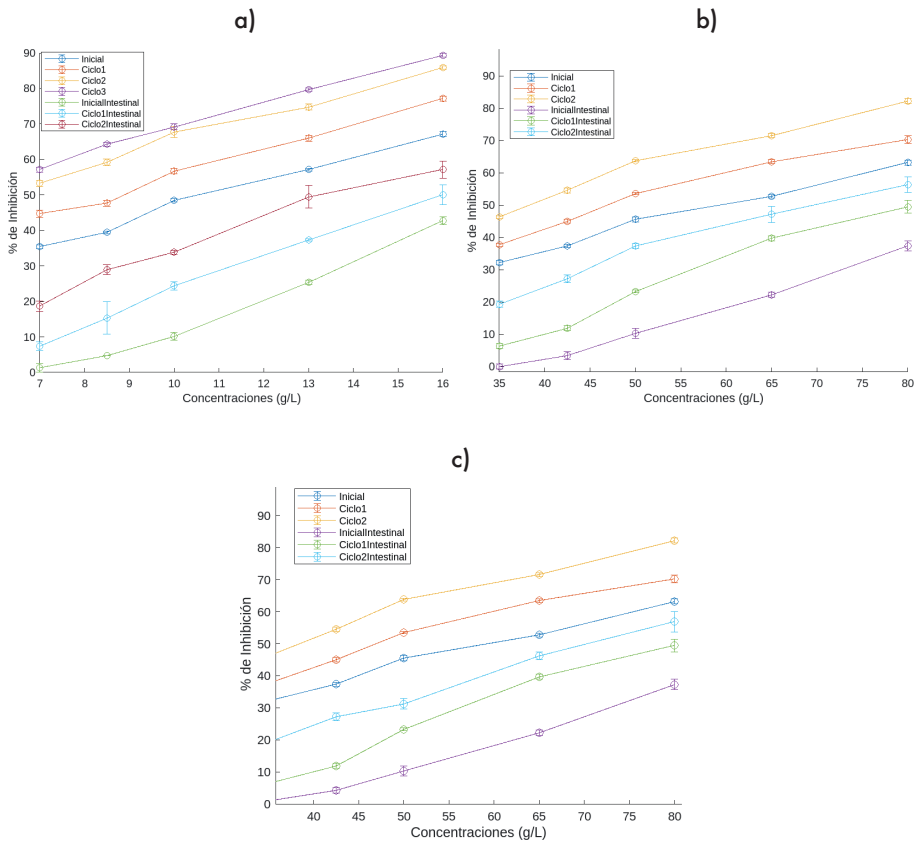 a)
90
80
70
60
50
40
30
20
10
0
% de Inhibición
Inicial
Ciclo1
Ciclo2
Ciclo3
InicialIntestinal
Ciclo1Intestinal
Ciclo2Intestinal
7 8 9 10 11 12 13 14 15 16
Concentraciones (g/L)
b)
90
80
70
60
50
40
30
20
10
0
% de Inhibición
Inicial
Ciclo1
Ciclo2
InicialIntestinal
Ciclo1Intestinal
Ciclo2Intestinal
35 40 45 50 55 60 65 70 75 80
Concentraciones (g/L)
c)
90
80
70
60
50
40
30
20
10
0
% de Inhibición
Inicial
Ciclo1
Ciclo2
InicialIntestinal
Ciclo1Intestinal
Ciclo2Intestinal
40 45 50 55 60 65 70 75 80
Concentraciones (g/L)